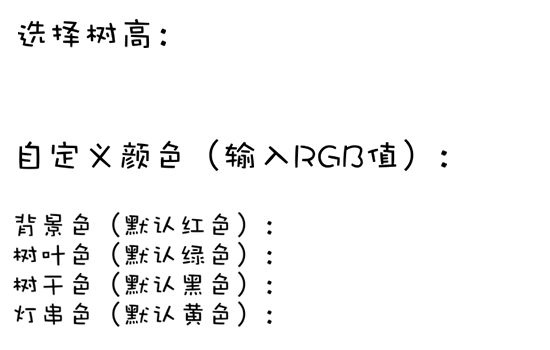 选择树高：
自定义颜色（输入RGB值）：
背景色（默认红色）：
树叶色（默认绿色）：
树干色（默认黑色）：
灯串色（默认黄色）：